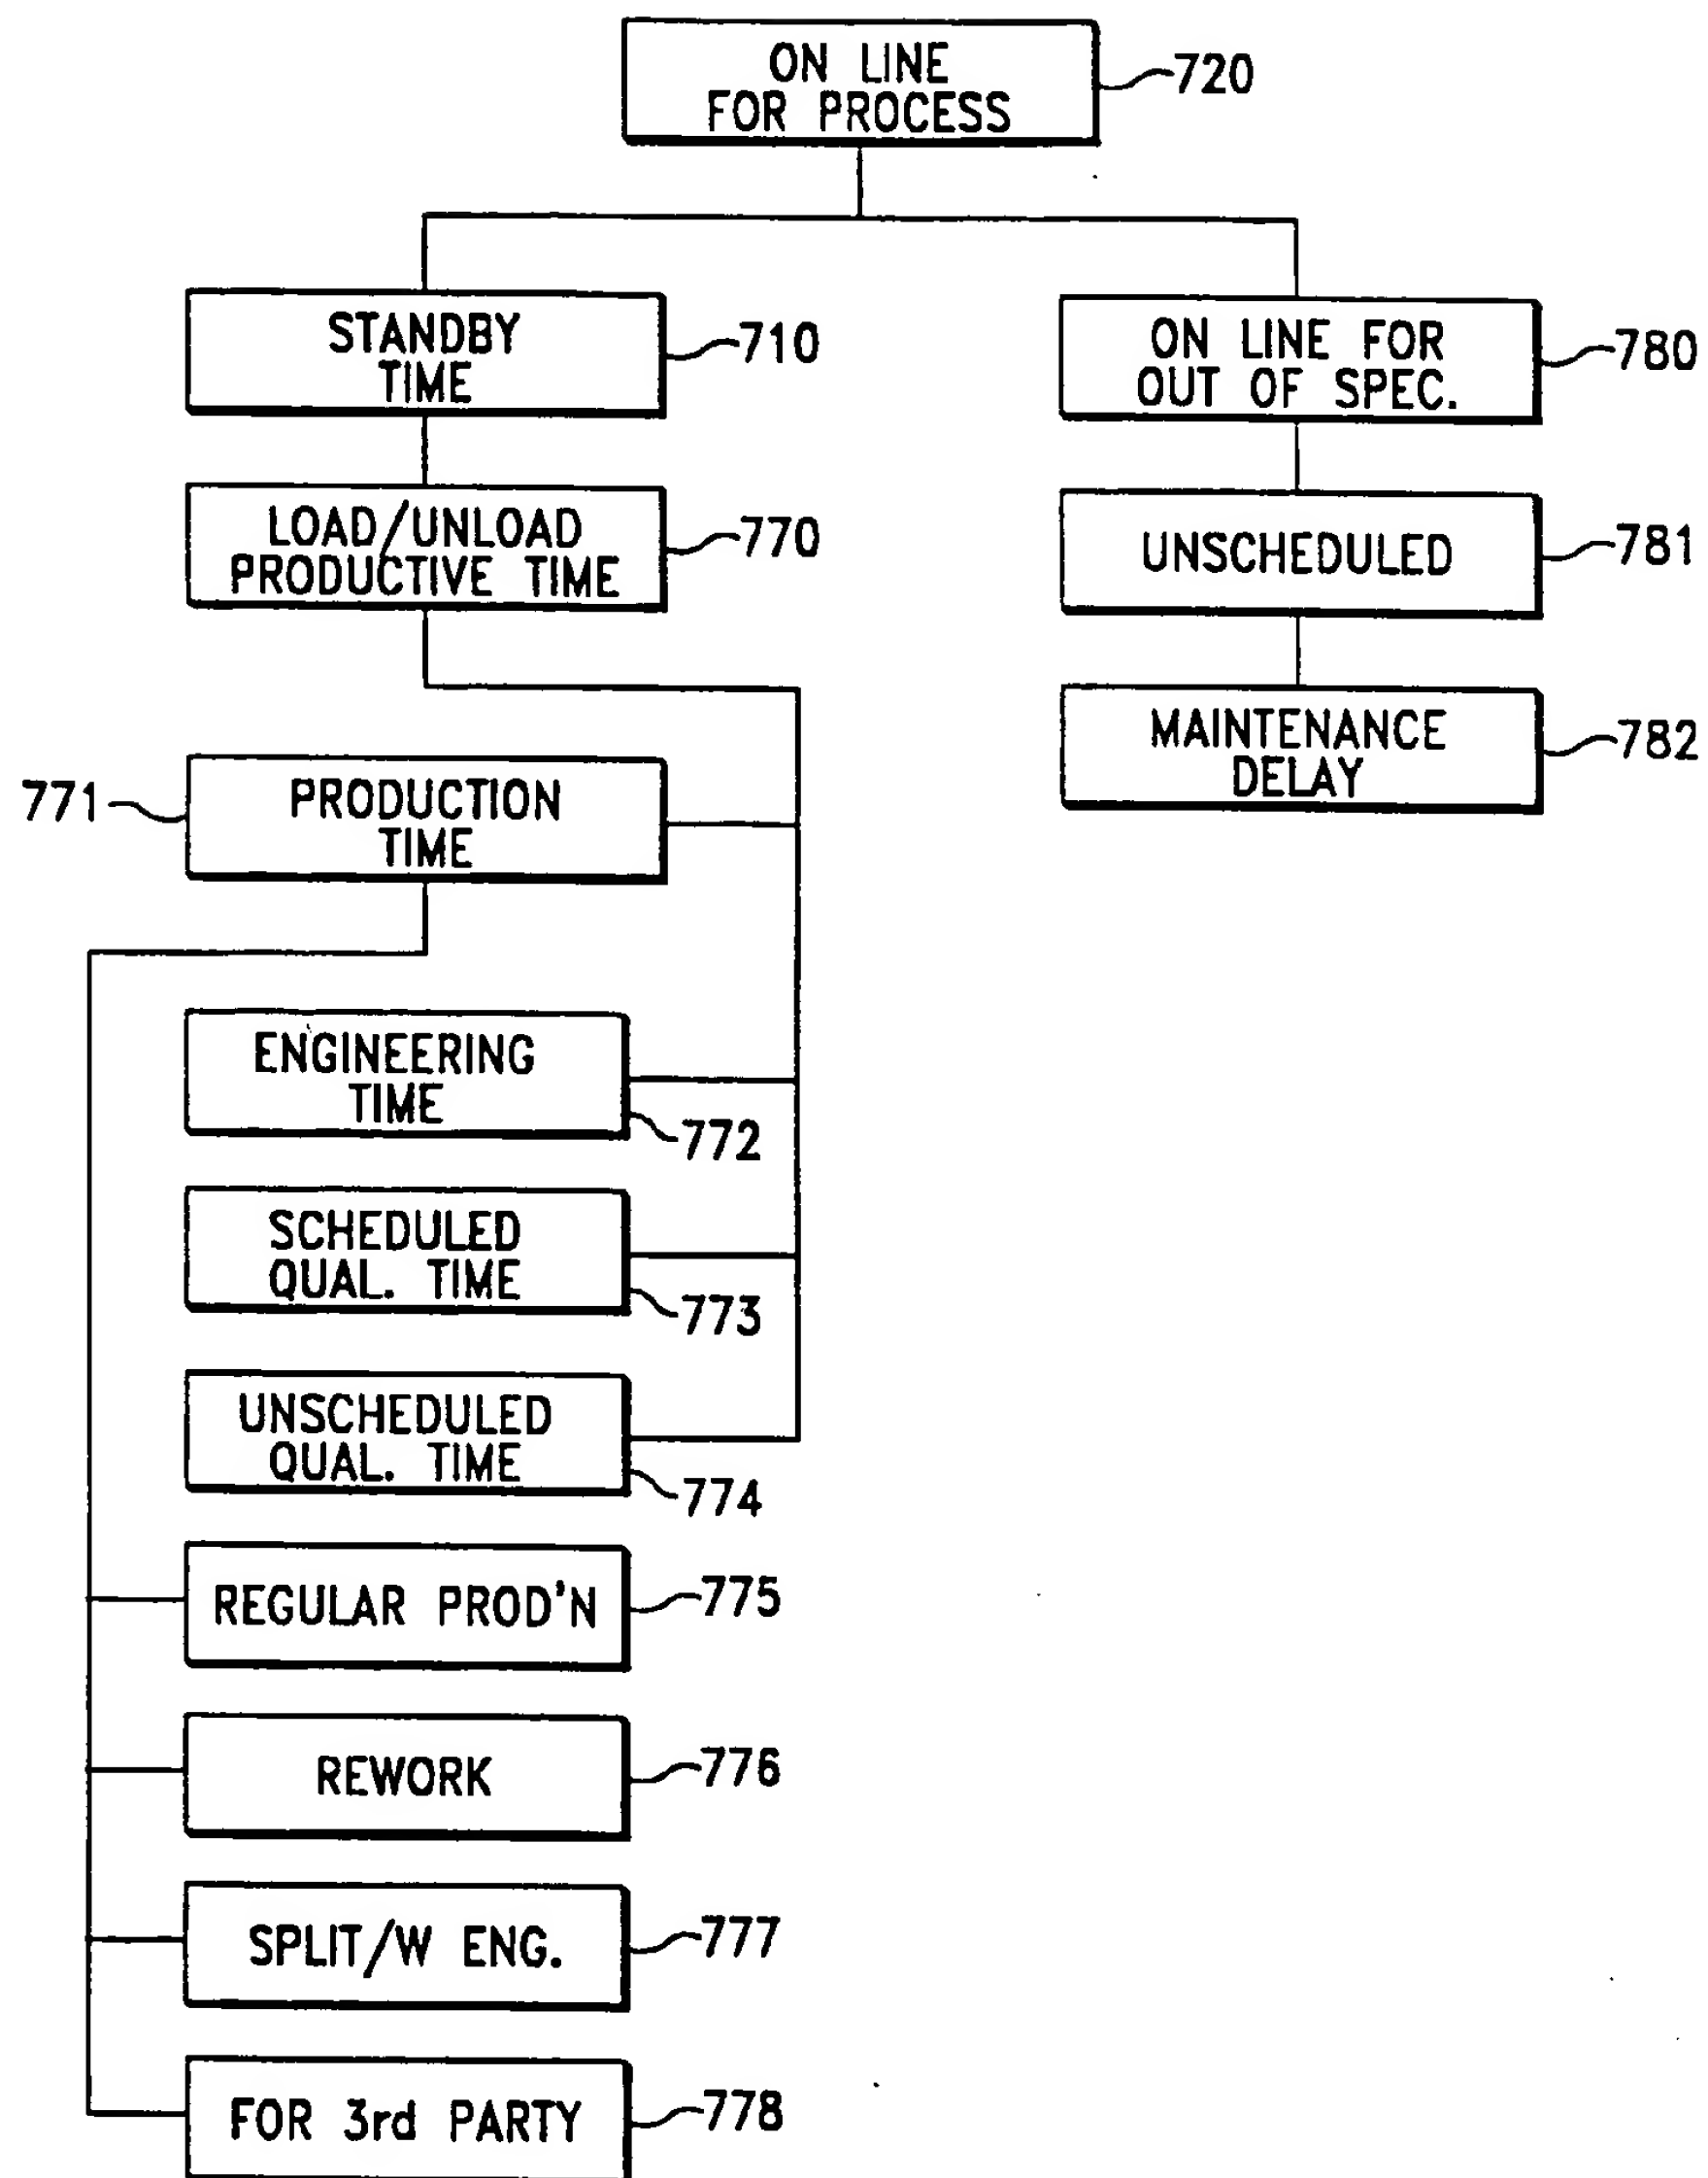 ON LINE
FOR PROCESS
720
STANDBY
TIME
710
ON LINE FOR
OUT OF SPEC.
780
LOAD/UNLOAD
PRODUCTIVE TIME
770
UNSCHEDULED
781
MAINTENANCE
DELAY
782
771
PRODUCTION
TIME
ENGINEERING
TIME
772
SCHEDULED
QUAL. TIME
773
UNSCHEDULED
QUAL. TIME
774
REGULAR PROD'N
775
REWORK
776
SPLIT/W ENG.
777
FOR 3rd PARTY
778